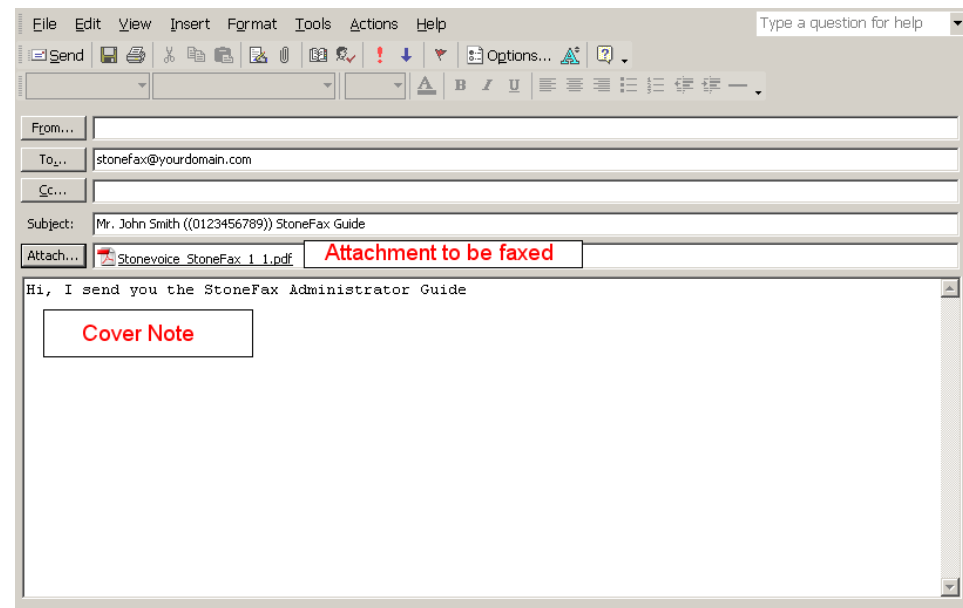 File Edit View Insert Format Tools Actions Help Type a question for help
Send Options...
A B I U
From...
To... stonefax@yourdomain.com
Cc...
Subject: Mr. John Smith ((0123456789)) StoneFax Guide
Attach... Stonevoice_StoneFax_1_1.pdf Attachment to be faxed
Hi, I send you the StoneFax Administrator Guide
Cover Note